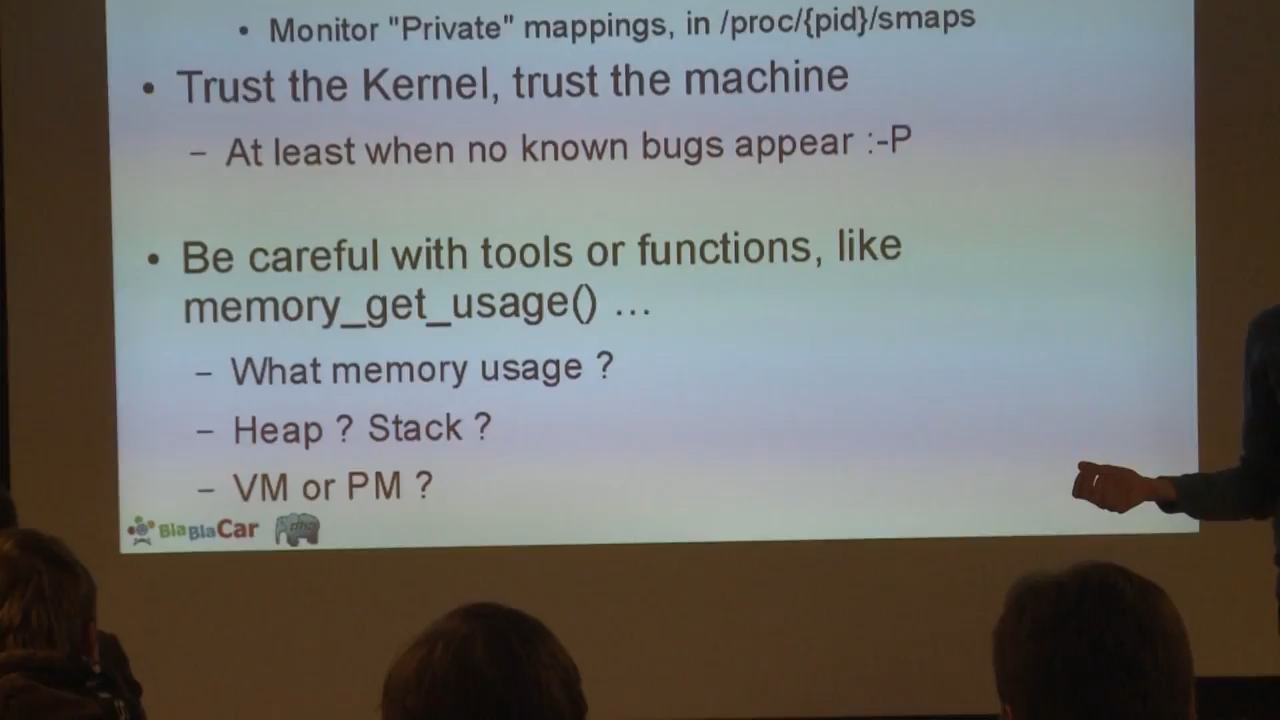 • Monitor "Private" mappings, in /proc/{pid}/smaps
• Trust the Kernel, trust the machine
– At least when no known bugs appear :-P
• Be careful with tools or functions, like
memory_get_usage() ...
– What memory usage ?
– Heap ? Stack ?
– VM or PM ?
BlaBlaCar php